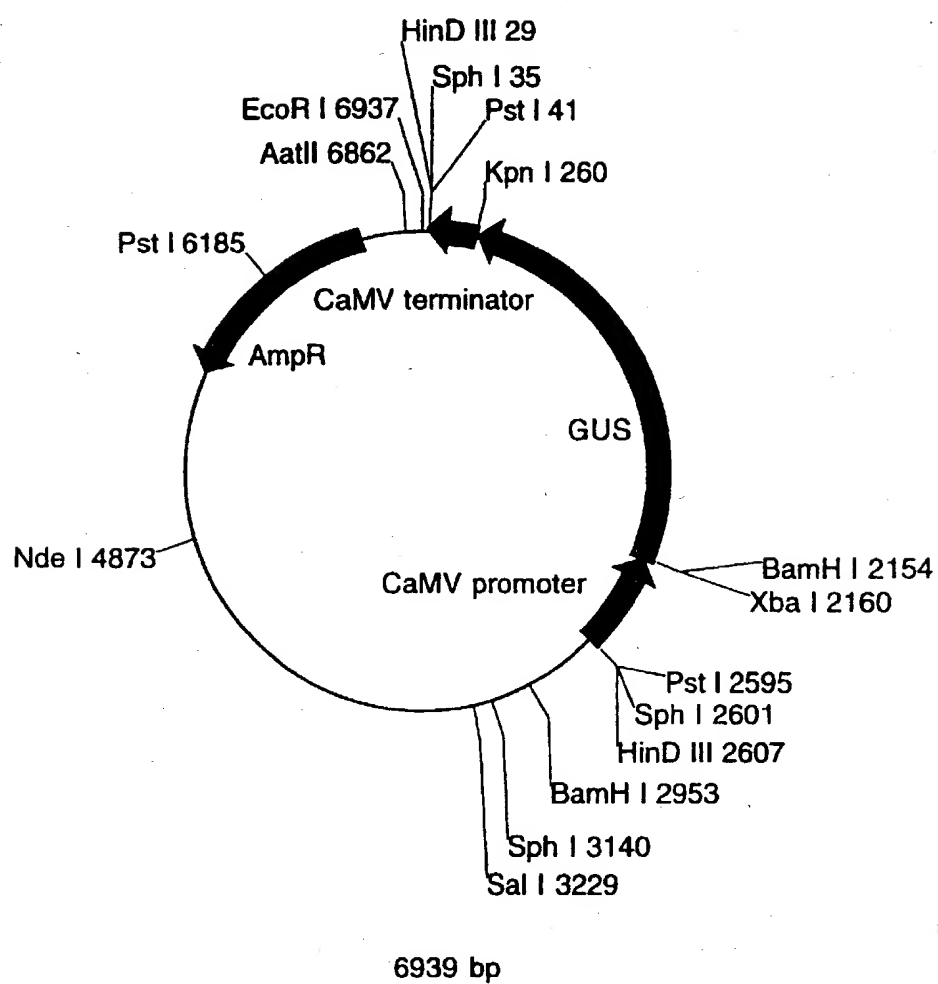 HinD III 29
Sph I 35
EcoR I 6937
Pst I 41
AatII 6862
Kpn I 260
Pst I 6185
CaMV terminator
AmpR
GUS
Nde I 4873
CaMV promoter
BamH I 2154
Xba I 2160
Pst I 2595
Sph I 2601
HinD III 2607
BamH I 2953
Sph I 3140
Sal I 3229
6939 bp